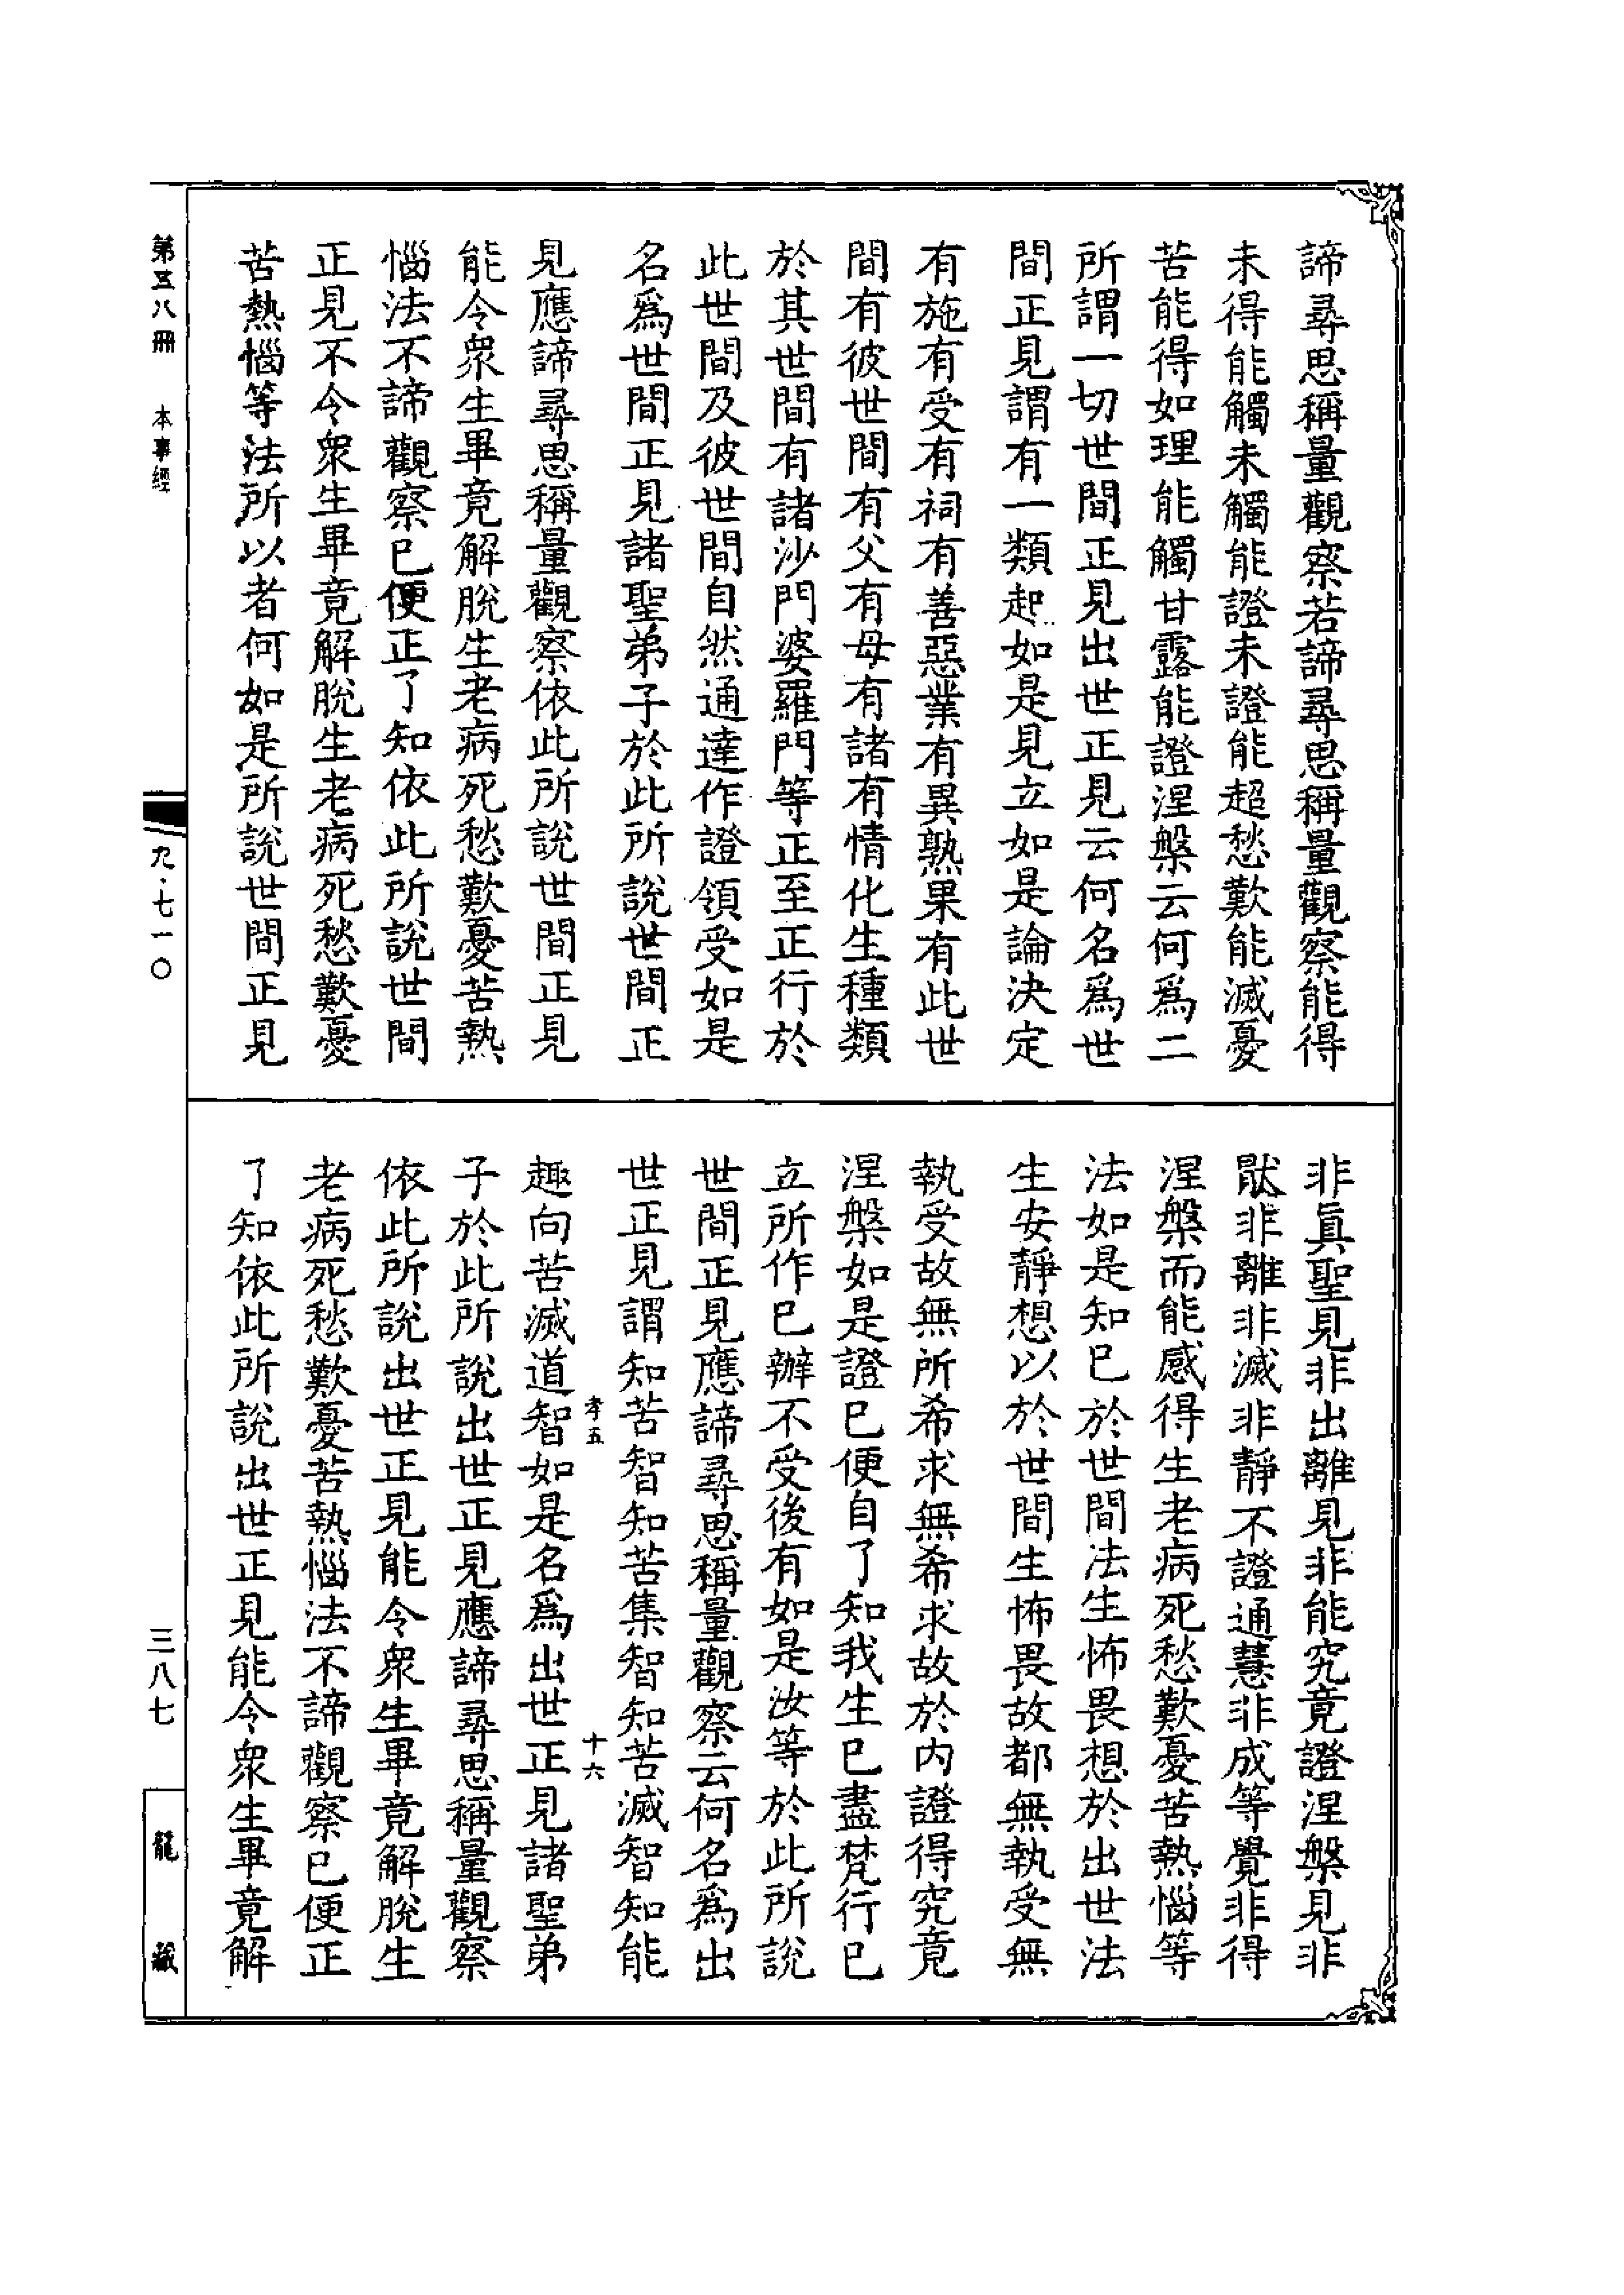 諦尋思稱量觀察若諦尋思稱量觀察能得
未得能觸未觸能證未證能超愁歎能滅憂
苦能得如理能觸甘露能證涅槃云何爲二
所謂一切世間正見出世正見云何名爲世
間正見謂有一類起如是見立如是論決定
有施有受有祠有善惡業有異熟果有此世
間有彼世間有父有母有諸有情化生種類
於其世間有諸沙門婆羅門等正至正行於
此世間及彼世間自然通達作證領受如是
名爲世間正見諸聖弟子於此所說世間正
見應諦尋思稱量觀察依此所說世間正見
能令衆生畢竟解脫生老病死愁歎憂苦熱
惱法不諦觀察已便正了知依此所說世間
正見不令衆生畢竟解脫生老病死愁歎憂
苦熱惱等法所以者何如是所說世間正見
非眞聖見非出離見非能究竟證涅槃見非
猒非離非滅非靜不證通慧非成等覺非得
涅槃而能感得生老病死愁歎憂苦熱惱等
法如是知已於世間法生怖畏想於出世法
生安靜想以於世間生怖畏故都無執受無
執受故無所希求無希求故於內證得究竟
涅槃如是證已便自了知我生已盡梵行已
立所作已辦不受後有如是汝等於此所說
世間正見應諦尋思稱量觀察云何名爲出
世正見謂知苦智知苦集智知苦滅智知能
孝五
十六
趣向苦滅道智如是名爲出世正見諸聖弟
子於此所說出世正見應諦尋思稱量觀察
依此所說出世正見能令衆生畢竟解脫生
老病死愁歎憂苦熱惱法不諦觀察已便正
了知依此所說出世正見能令衆生畢竟解
第五八冊
本事經
九·七一〇
三八七
龍藏